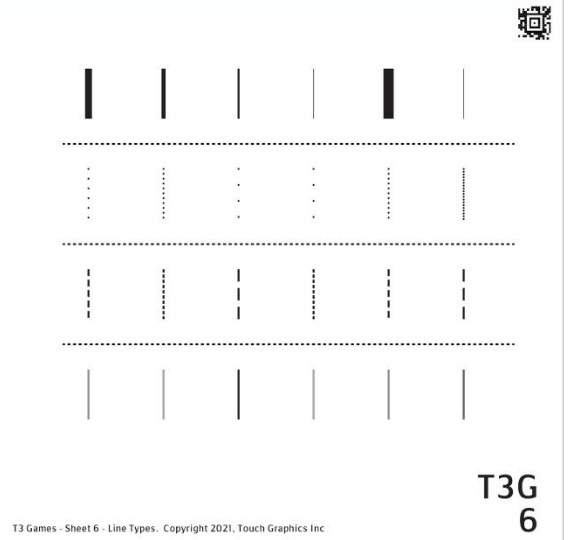 T3G
6
T3 Games - Sheet 6 - Line Types. Copyright 2021, Touch Graphics Inc